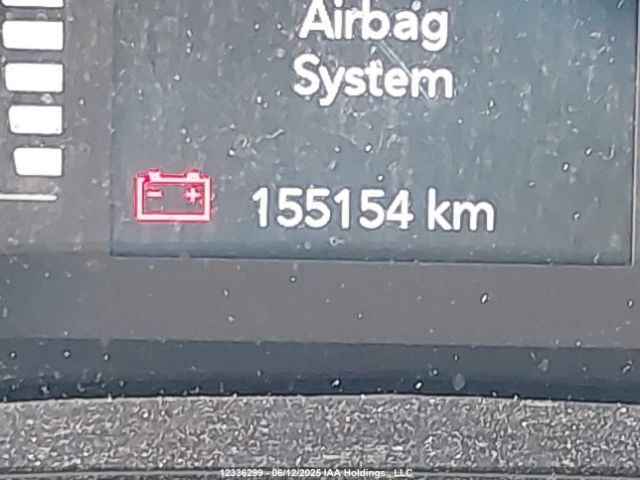 Airbag
System
155154 km
12336299 - 06/12/2025 IAA Holdings , LLC